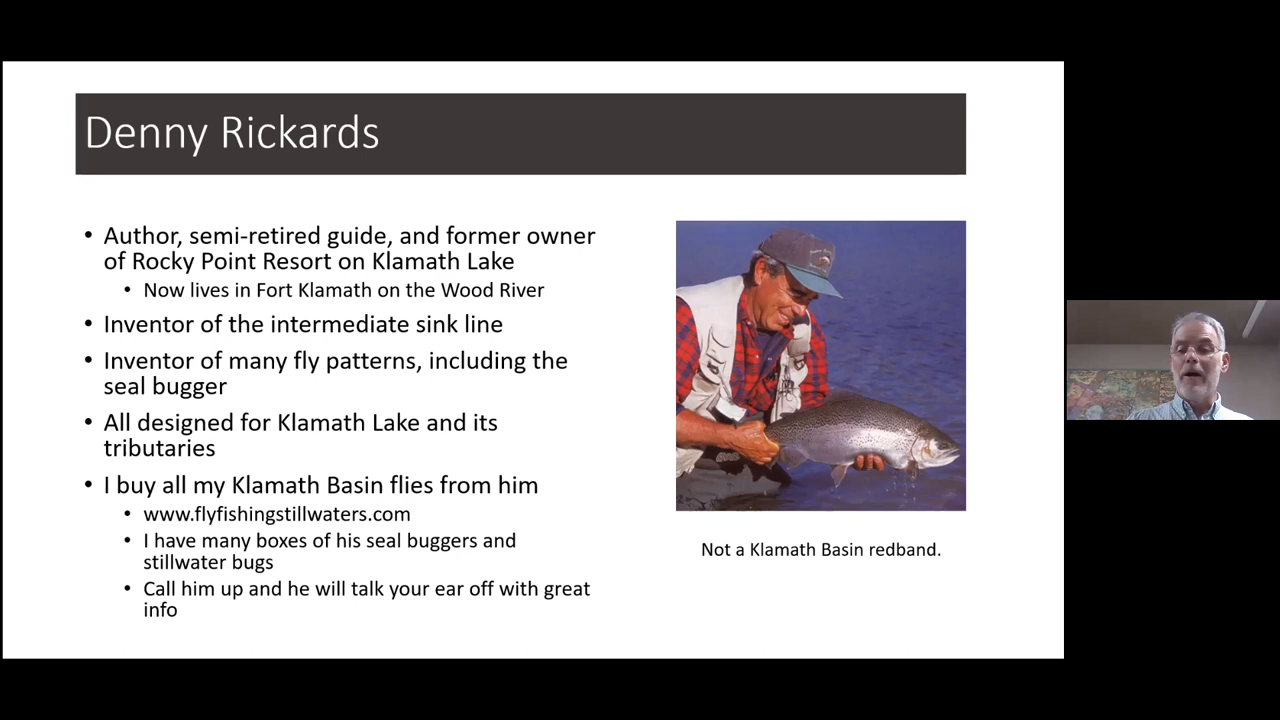 Denny Rickards
• Author, semi-retired guide, and former owner
of Rocky Point Resort on Klamath Lake
• Now lives in Fort Klamath on the Wood River
• Inventor of the intermediate sink line
• Inventor of many fly patterns, including the
seal bugger
• All designed for Klamath Lake and its
tributaries
• I buy all my Klamath Basin flies from him
• www.flyfishingstillwaters.com
• I have many boxes of his seal buggers and
stillwater bugs
• Call him up and he will talk your ear off with great
info
Not a Klamath Basin redband.